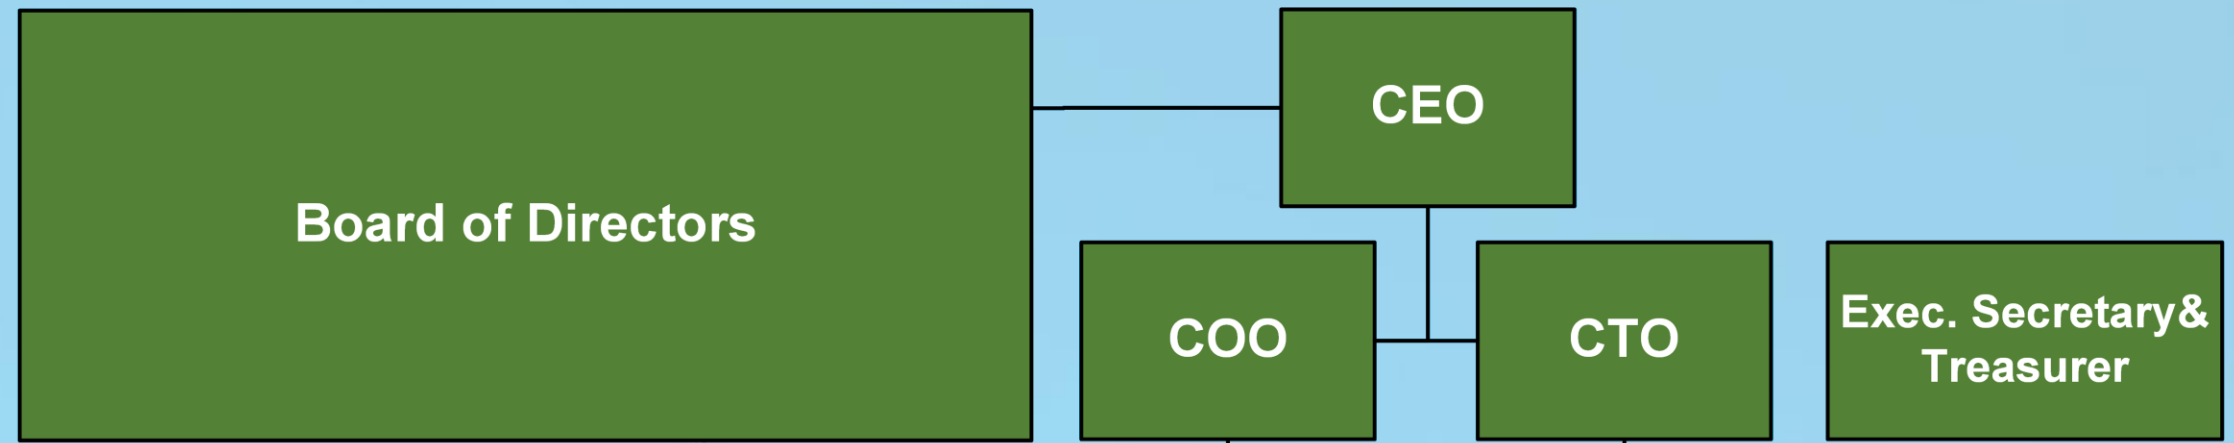 Board of Directors
CEO
COO
CTO
Exec. Secretary&
Treasurer